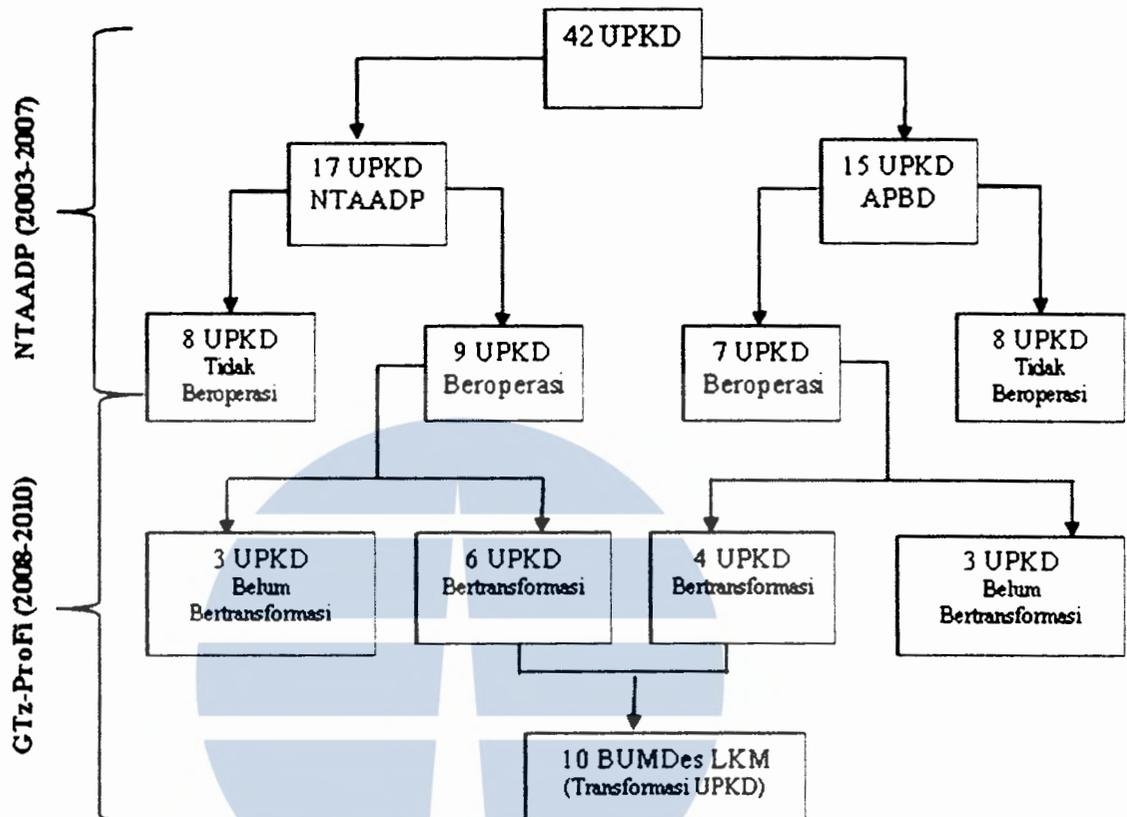 42 UPKD
NTAADP (2003-2007)
17 UPKD
NTAADP
15 UPKD
APBD
8 UPKD
Tidak
Beroperasi
9 UPKD
Beroperasi
7 UPKD
Beroperasi
8 UPKD
Tidak
Beroperasi
GTz-ProFi (2008-2010)
3 UPKD
Belum
Bertransformasi
6 UPKD
Bertransformasi
4 UPKD
Bertransformasi
3 UPKD
Belum
Bertransformasi
10 BUMDes LKM
(Transformasi UPKD)